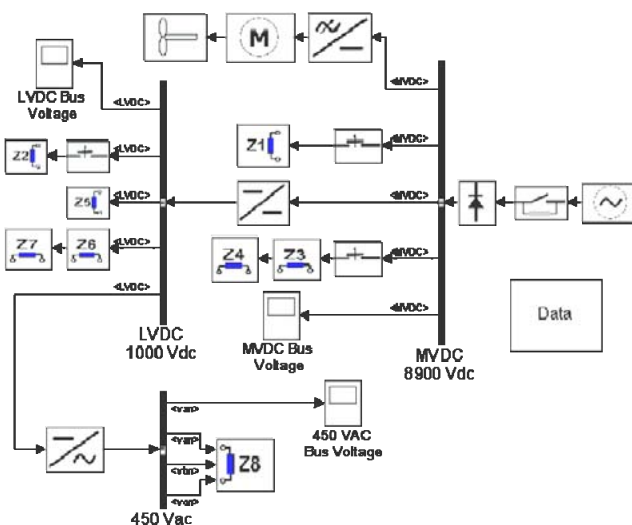 M
<MVDC>
<LVDC>
LVDC Bus
Voltage
Z1
<MVDC>
Z2
<LVDC>
Z5
<LVDC>
<MVDC>
Z7
Z6
<LVDC>
Z4
Z3
<MVDC>
<LVDC>
<MVDC>
Data
LVDC
1000 Vdc
MVDC Bus
Voltage
MVDC
8900 Vdc
<van>
<van>
<vbn>
<vcn>
Z8
450 VAC
Bus Voltage
450 Vac